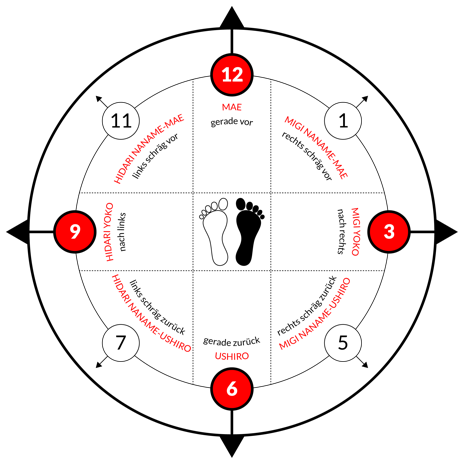 12
MAE
gerade vor
11
HIDARI NANAME-MAE
links schräg vor
1
MIGI NANAME-MAE
rechts schräg vor
9
HIDARI YOKO
nach links
3
MIGI YOKO
nach rechts
7
links schräg zurück
HIDARI NANAME-USHIRO
5
rechts schräg zurück
MIGI NANAME-USHIRO
gerade zurück
USHIRO
6